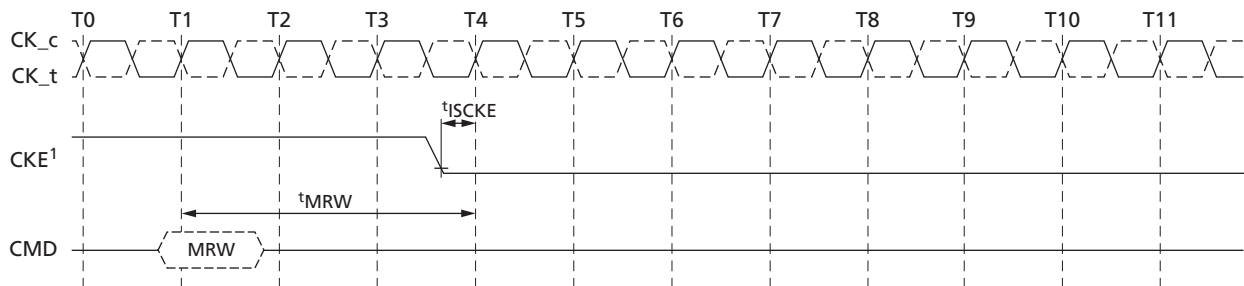 T0 T1 T2 T3 T4 T5 T6 T7 T8 T9 T10 T11
CK_c
CK_t
tISCKE
CKE1
tMRW
CMD MRW